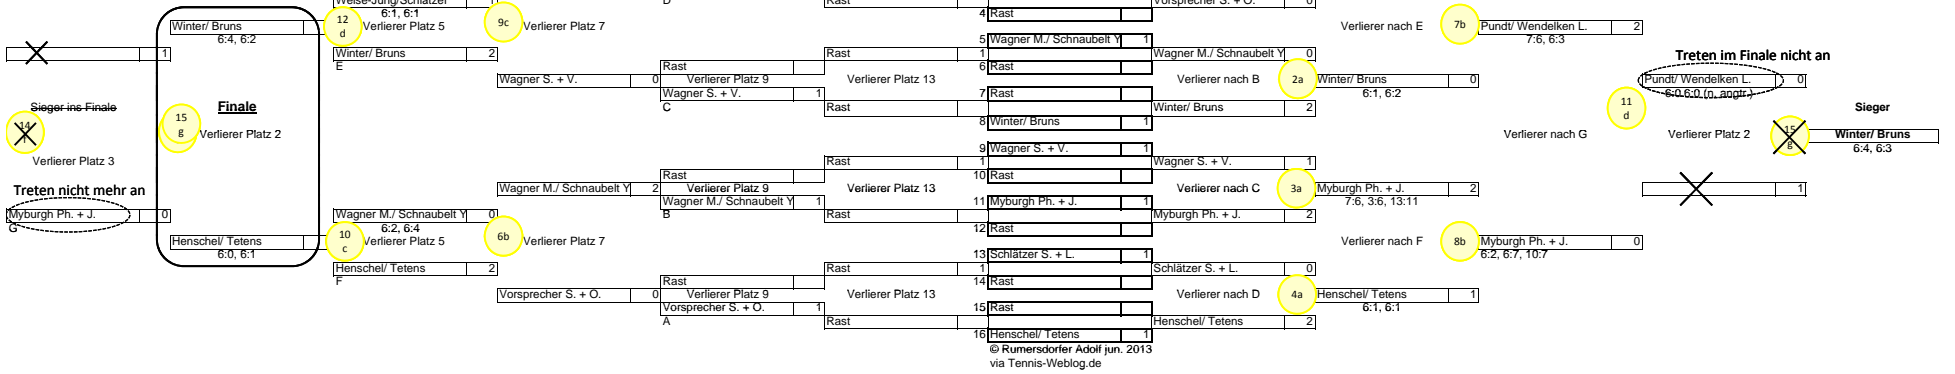 Weise-Jung/Schlätzer
D
Rast
Vorsprecher S. + O. 0
6:1, 6:1
4 Rast
Winter/ Bruns
12 d
Verlierer Platz 5
9c
Verlierer Platz 7
Verlierer nach E
7b
Pundt/ Wendelken L. 2
6:4, 6:2
7:6, 6:3
5 Wagner M./ Schnaubelt Y 1
1
Winter/ Bruns 2
Rast 1
Wagner M./ Schnaubelt Y 0
Treten im Finale nicht an
E
Rast
6 Rast
Wagner S. + V. 0
Verlierer Platz 9
Verlierer Platz 13
Verlierer nach B
2a
Winter/ Bruns 0
Pundt/ Wendelken L. 0
Wagner S. + V. 1
7 Rast
6:1, 6:2
6:0 6:0 (n. angtr.)
Sieger ins Finale
Finale
C
Rast
Winter/ Bruns 2
11 d
Sieger
8 Winter/ Bruns 1
14 f
15 g
Verlierer Platz 2
Verlierer nach G
Verlierer Platz 2
15 g
Winter/ Bruns
9 Wagner S. + V. 1
6:4, 6:3
Verlierer Platz 3
Rast 1
Wagner S. + V. 1
Rast
10 Rast
Treten nicht mehr an
Wagner M./ Schnaubelt Y 2
Verlierer Platz 9
Verlierer Platz 13
Verlierer nach C
3a
Myburgh Ph. + J. 2
1
Wagner M./ Schnaubelt Y 1
11 Myburgh Ph. + J. 1
7:6, 3:6, 13:11
Myburgh Ph. + J. 0
Wagner M./ Schnaubelt Y 0
B
Rast
Myburgh Ph. + J. 2
G
6:2, 6:4
12 Rast
Henschel/ Tetens
10 c
Verlierer Platz 5
6b
Verlierer Platz 7
Verlierer nach F
8b
Myburgh Ph. + J. 0
6:0, 6:1
13 Schlätzer S. + L. 1
6:2, 6:7, 10:7
Henschel/ Tetens 2
Rast 1
Schlätzer S. + L. 0
F
Rast
14 Rast
Vorsprecher S. + O. 0
Verlierer Platz 9
Verlierer Platz 13
Verlierer nach D
4a
Henschel/ Tetens 1
Vorsprecher S. + O. 1
15 Rast
6:1, 6:1
A
Rast
Henschel/ Tetens 2
16 Henschel/ Tetens 1
© Rumersdorfer Adolf jun. 2013
via Tennis-Weblog.de